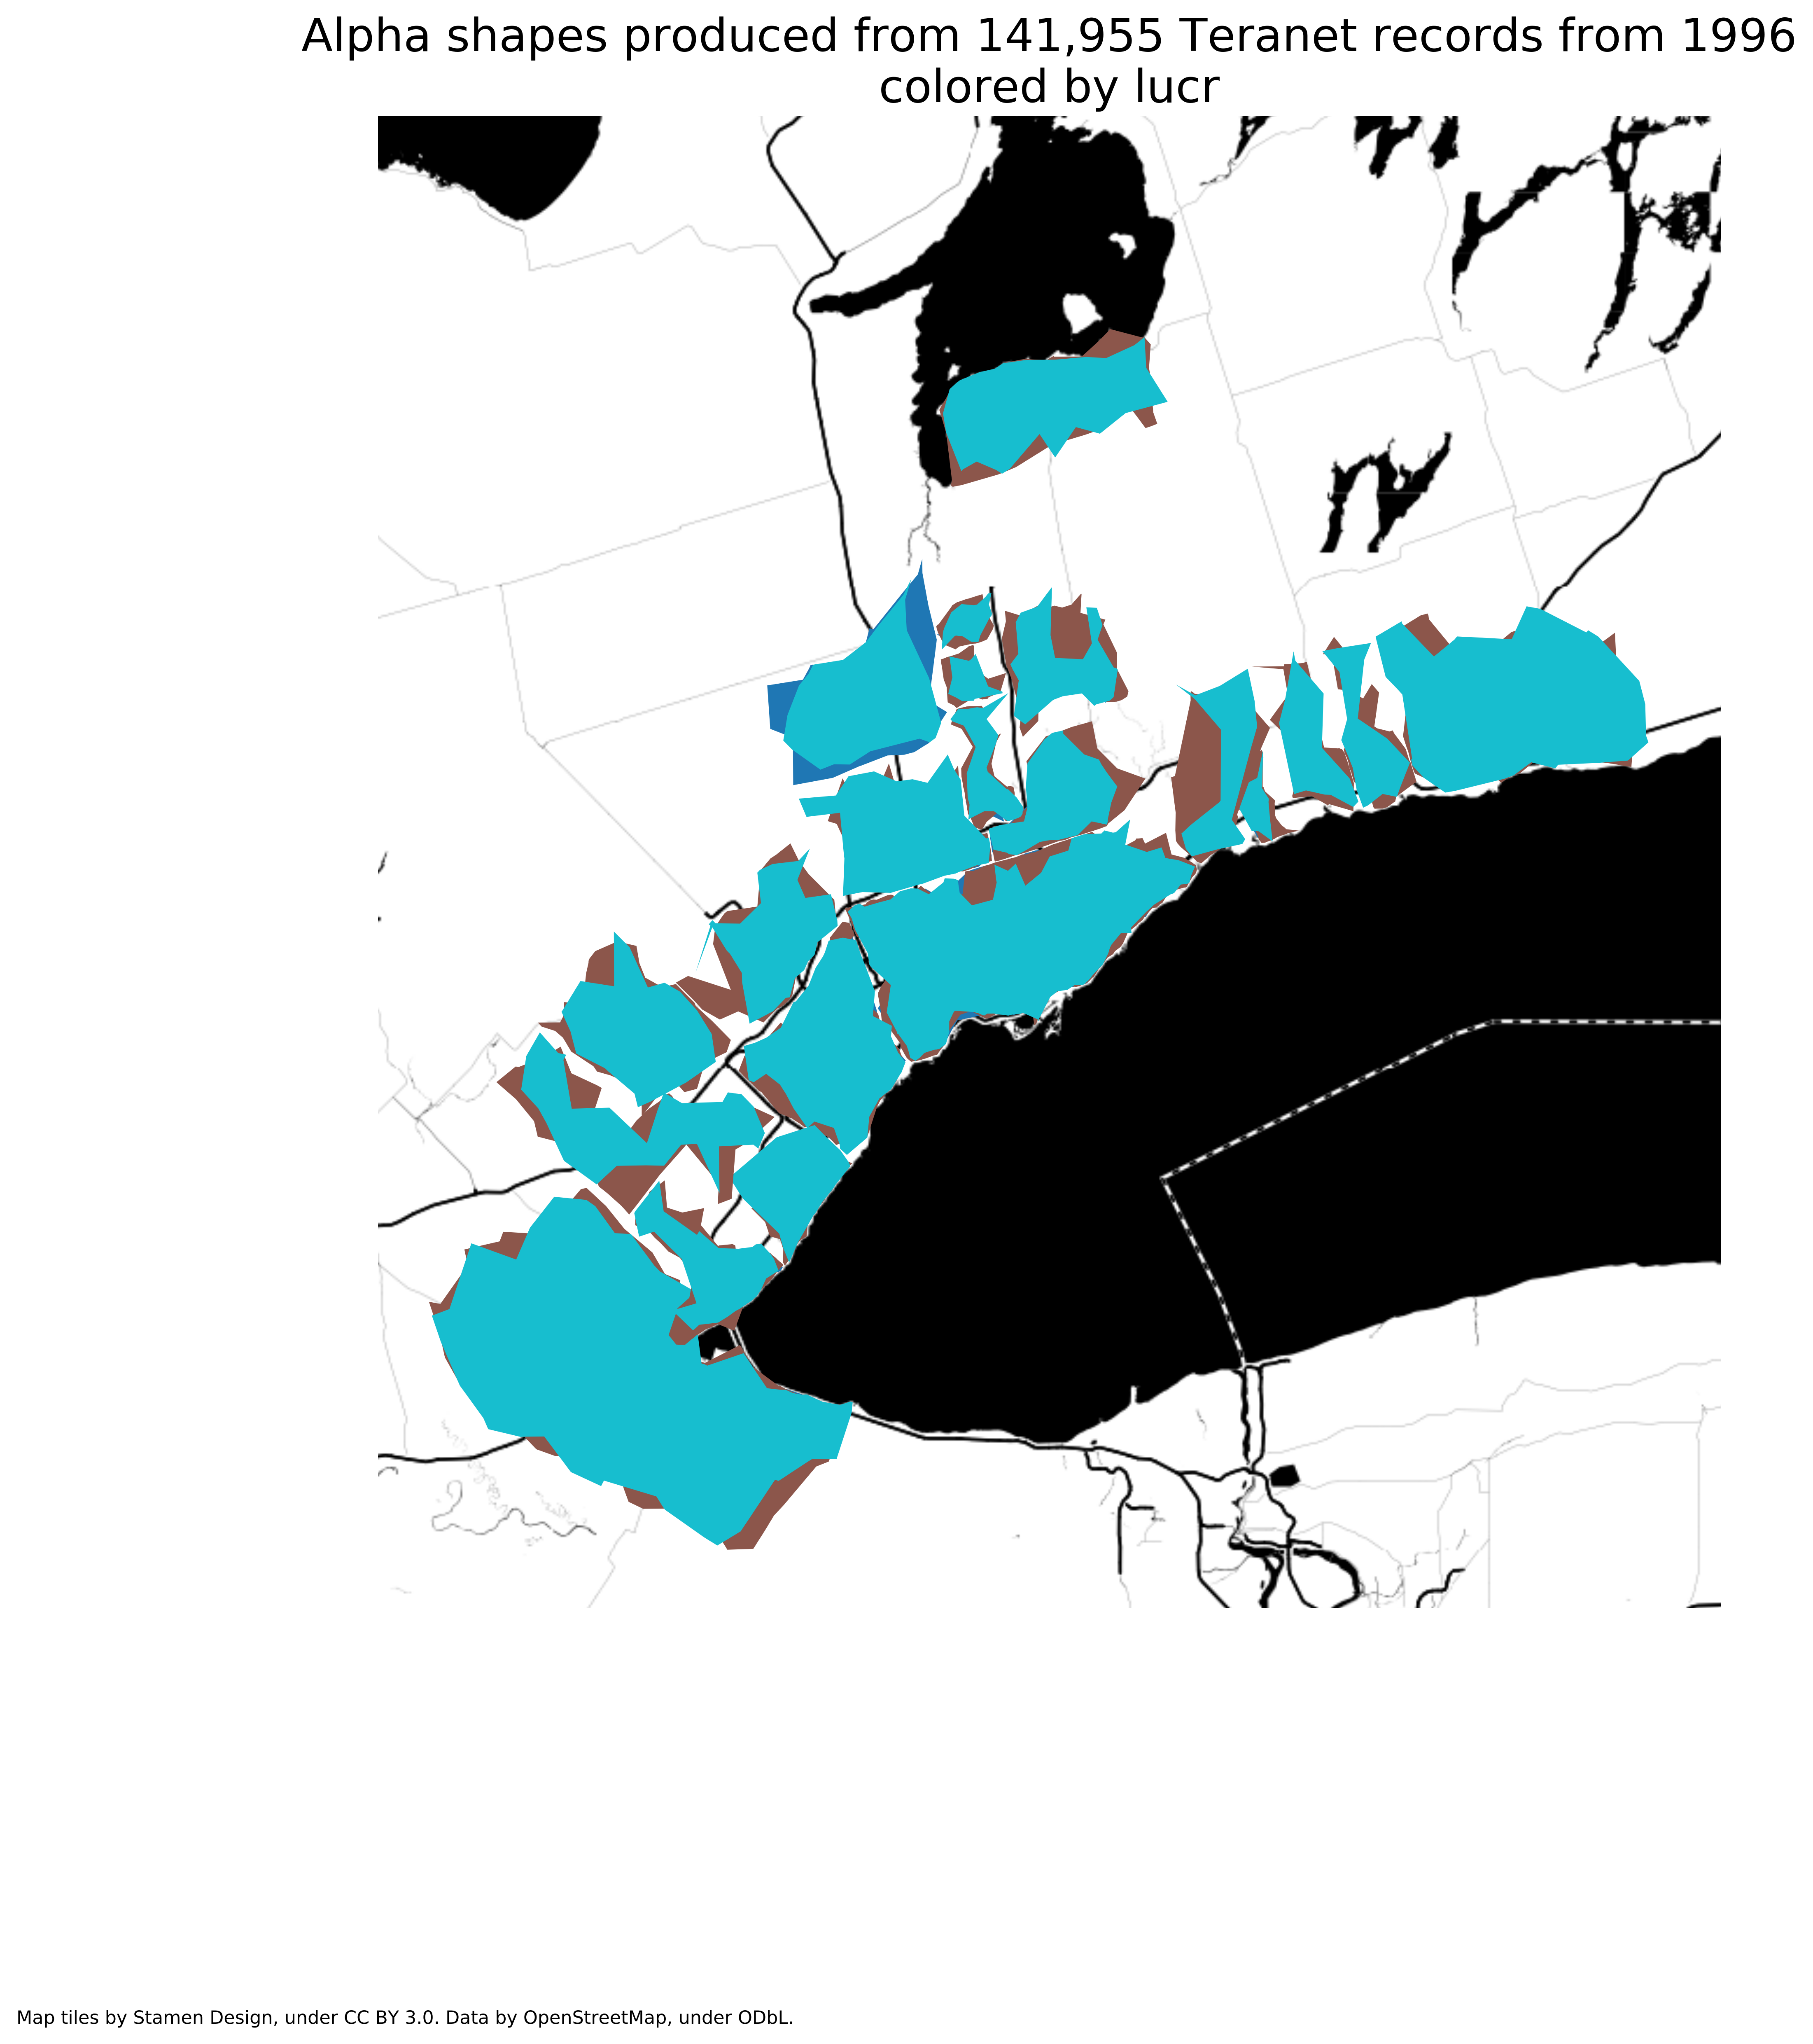 Alpha shapes produced from 141,955 Teranet records from 1996
colored by lucr
Map tiles by Stamen Design, under CC BY 3.0. Data by OpenStreetMap, under ODbL.